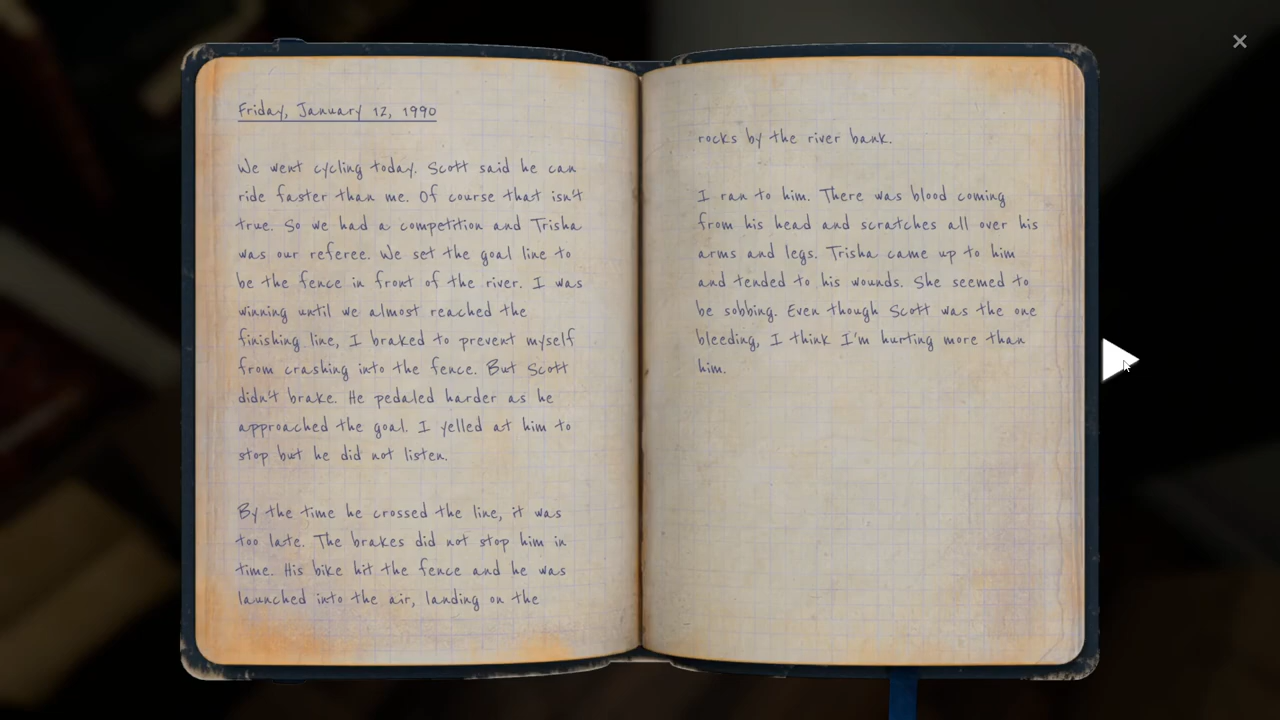 Friday, January 12, 1990
We went cycling today. Scott said he can
ride faster than me. Of course that isn't
true. So we had a competition and Trisha
was our referee. We set the goal line to
be the fence in front of the river. I was
winning until we almost reached the
finishing line, I braked to prevent myself
from crashing into the fence. But Scott
didn't brake. He pedaled harder as he
approached the goal. I yelled at him to
stop but he did not listen.
By the time he crossed the line, it was
too late. The brakes did not stop him in
time. His bike hit the fence and he was
launched into the air, landing on the
rocks by the river bank.
I ran to him. There was blood coming
from his head and scratches all over his
arms and legs. Trisha came up to him
and tended to his wounds. She seemed to
be sobbing. Even though Scott was the one
bleeding, I think I'm hurting more than
him.